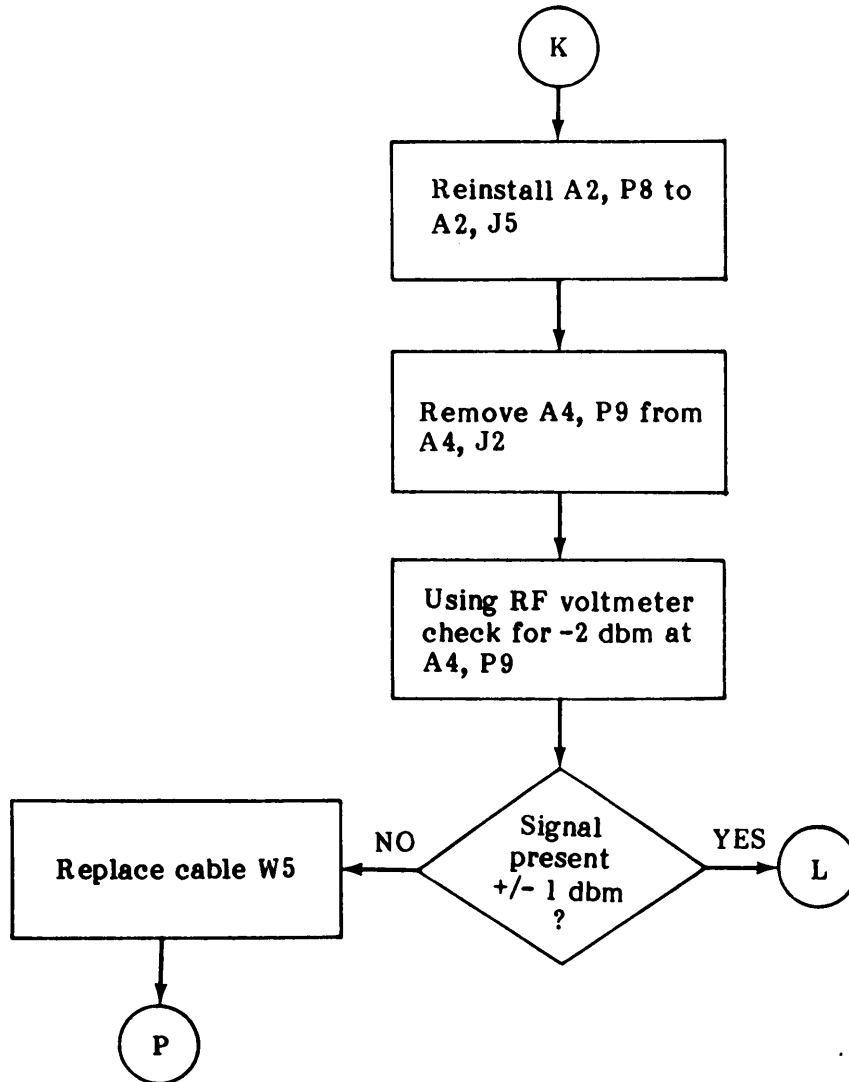 K
Reinstall A2, P8 to
A2, J5
Remove A4, P9 from
A4, J2
Using RF voltmeter
check for -2 dbm at
A4, P9
Signal
present
+/- 1 dbm
?
NO
YES
Replace cable W5
L
P